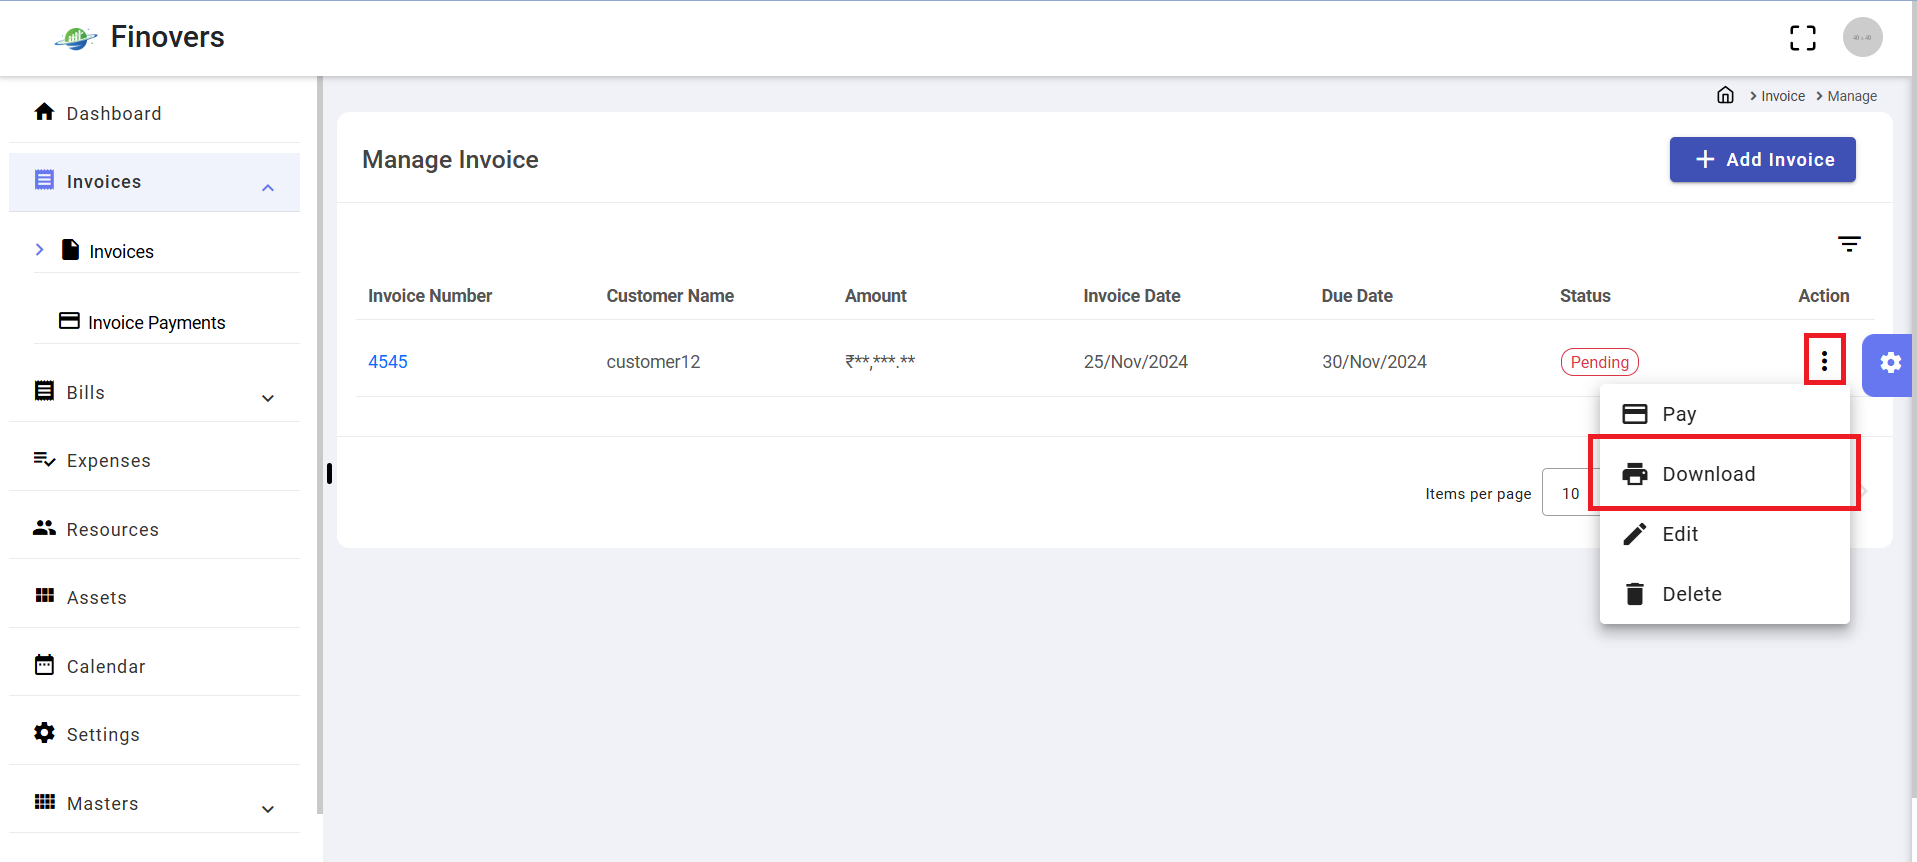 Finovers
Dashboard
Invoices
Invoices
Invoice Payments
Bills
Expenses
Resources
Assets
Calendar
Settings
Masters
Invoice Manage
Manage Invoice
Add Invoice
Invoice Number Customer Name Amount Invoice Date Due Date Status Action
4545 customer12 ₹**,***.** 25/Nov/2024 30/Nov/2024 Pending
Pay
Download
Edit
Delete
Items per page 10